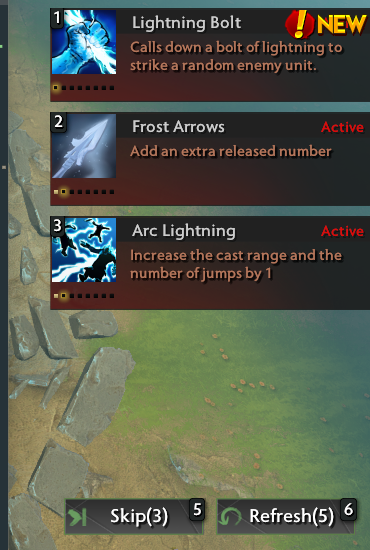 1
Lightning Bolt
! NEW
Calls down a bolt of lightning to
strike a random enemy unit.
2
Frost Arrows
Active
Add an extra released number
3
Arc Lightning
Active
Increase the cast range and the
number of jumps by 1
Skip(3) 5
Refresh(5) 6